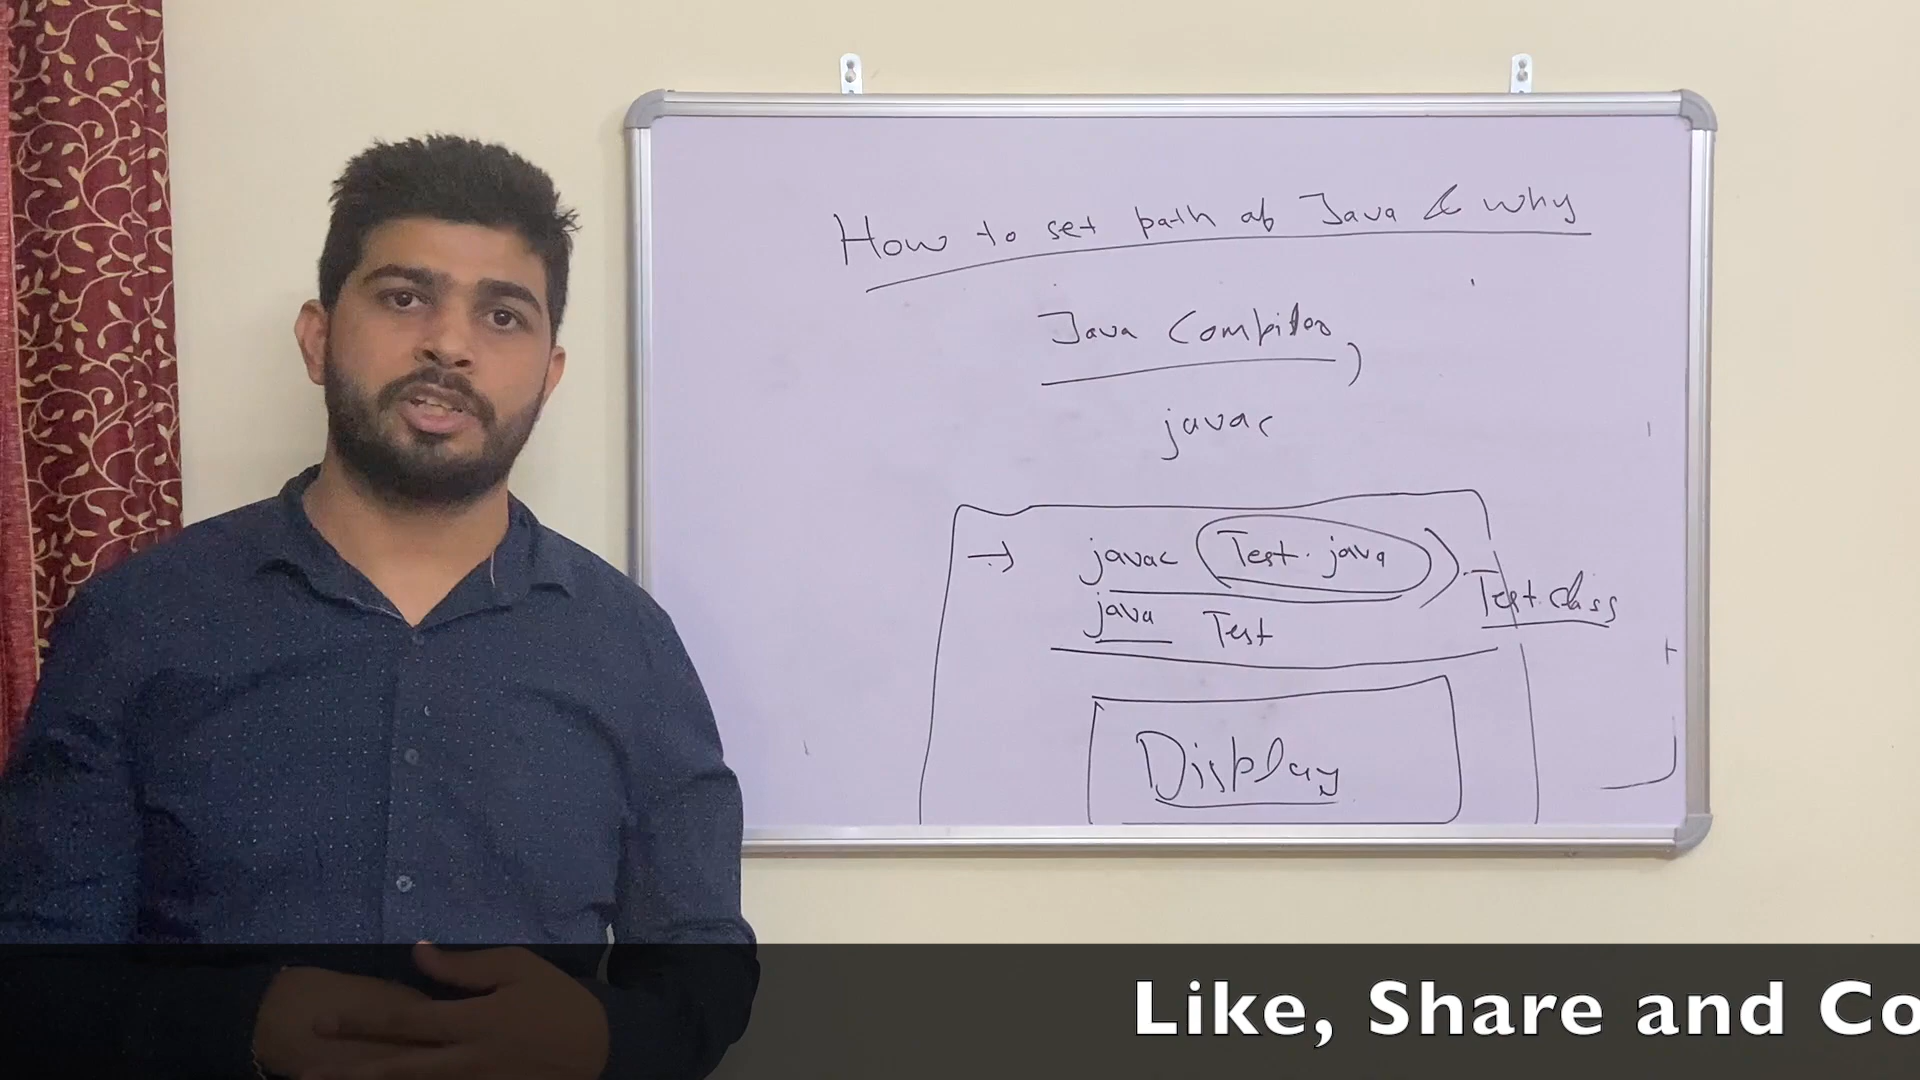 How to set path of Java & why
Java Compiler,
javac
→ javac Test.java
Test.class
java Test
Display
Like, Share and Co